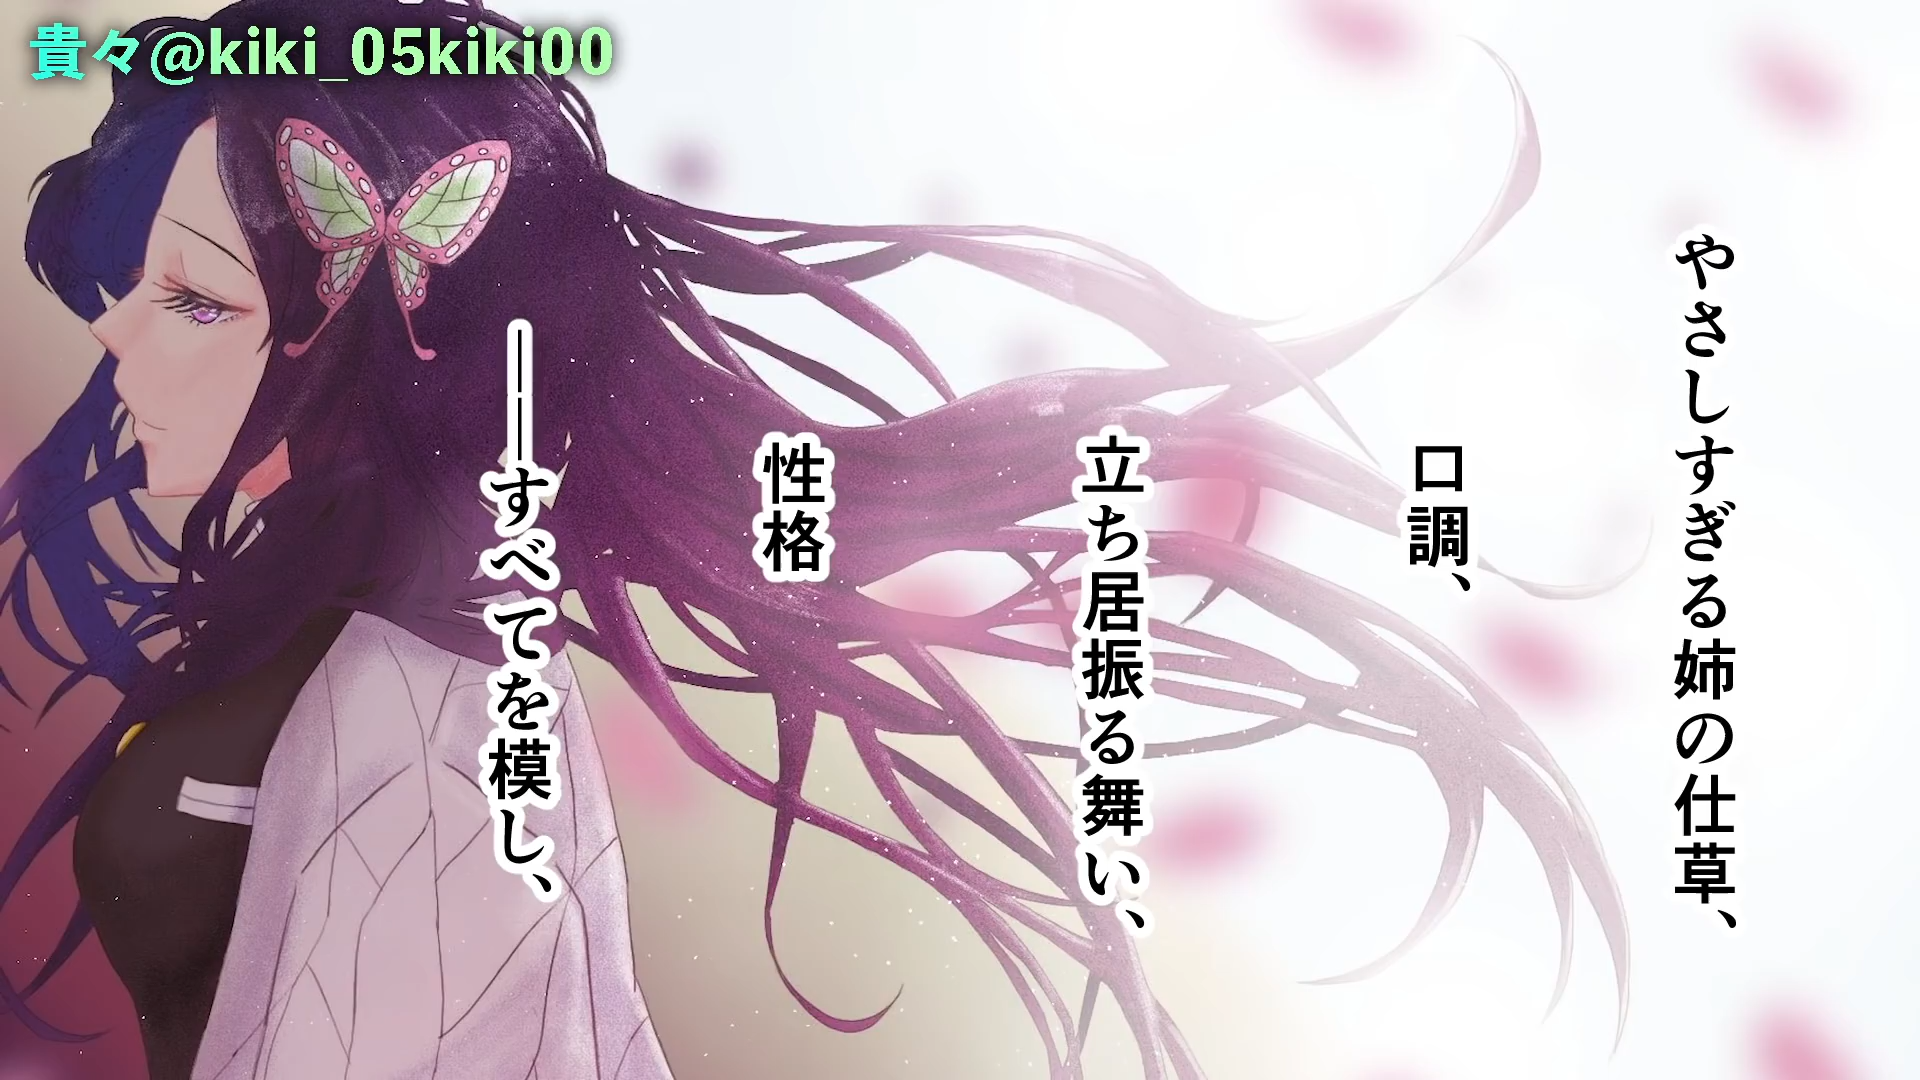 貴々@kiki_05kiki00
やさしすぎる姉の仕草、
口調、
立ち居振る舞い、
性格
――すべてを模し、